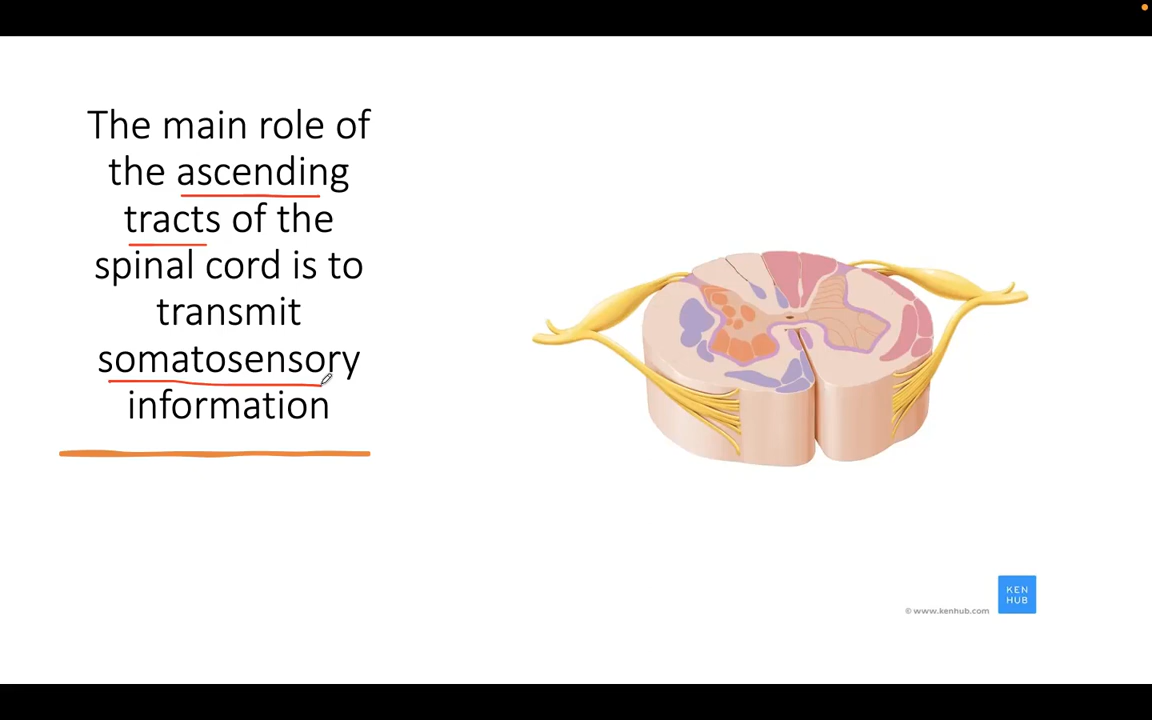 The main role of
the ascending
tracts of the
spinal cord is to
transmit
somatosensory
information
KEN
HUB
© www.kenhub.com